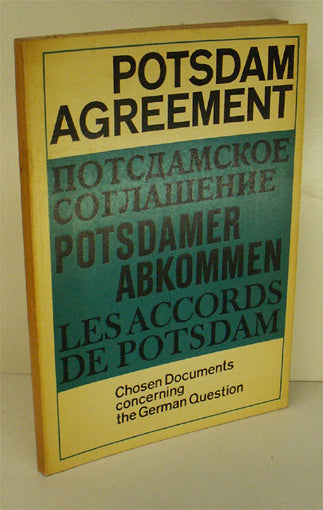 POTSDAM
AGREEMENT
ПОТСДАМСКОЕ
СОГЛАШЕНИЕ
POTSDAMER
ABKOMMEN
LES ACCORDS
DE POTSDAM
Chosen Documents
concerning
the German Question